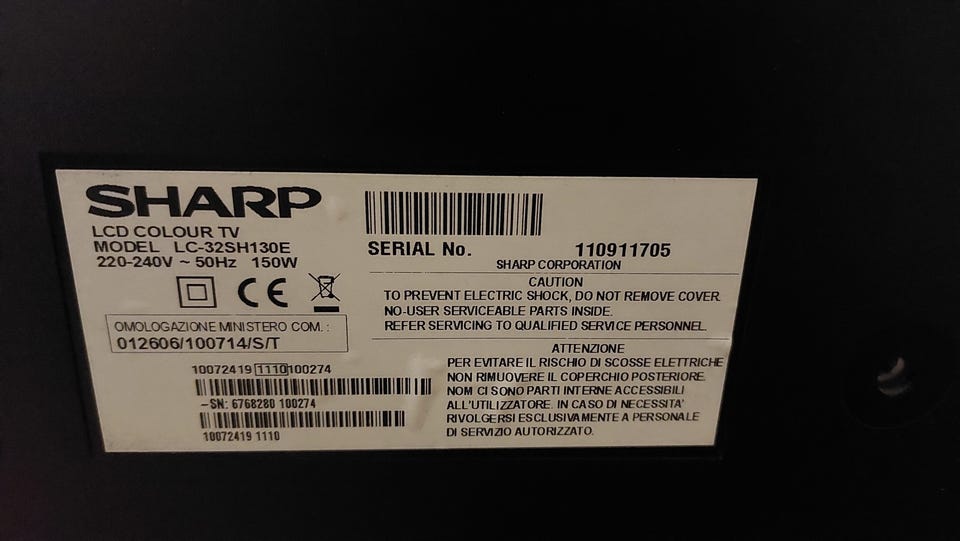 SHARP
LCD COLOUR TV
MODEL LC-32SH130E
220-240V ~ 50Hz 150W
CE
OMOLOGAZIONE MINISTERO COM. :
012606/100714/S/T
10072419 1110 100274
-SN: 6768280 100274
10072419 1110
SERIAL No. 110911705
SHARP CORPORATION
CAUTION
TO PREVENT ELECTRIC SHOCK, DO NOT REMOVE COVER.
NO-USER SERVICEABLE PARTS INSIDE.
REFER SERVICING TO QUALIFIED SERVICE PERSONNEL.
ATTENZIONE
PER EVITARE IL RISCHIO DI SCOSSE ELETTRICHE
NON RIMUOVERE IL COPERCHIO POSTERIORE.
NOM CI SONO PARTI INTERNE ACCESSIBILI
ALL'UTILIZZATORE. IN CASO DI NECESSITA'
RIVOLGERSI ESCLUSIVAMENTE A PERSONALE
DI SERVIZIO AUTORIZZATO.